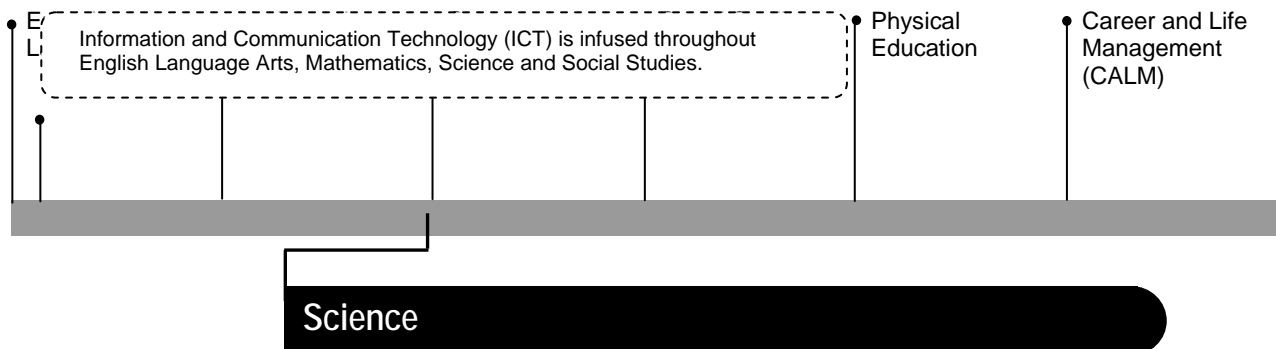 E
L
Information and Communication Technology (ICT) is infused throughout
English Language Arts, Mathematics, Science and Social Studies.
Physical
Education
Career and Life
Management
(CALM)
Science